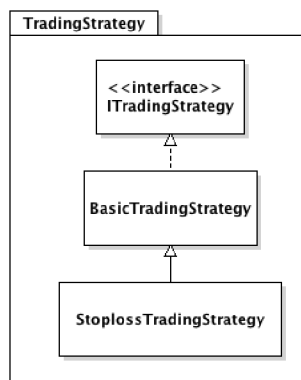 TradingStrategy
<<interface>>
ITradingStrategy
BasicTradingStrategy
StoplossTradingStrategy